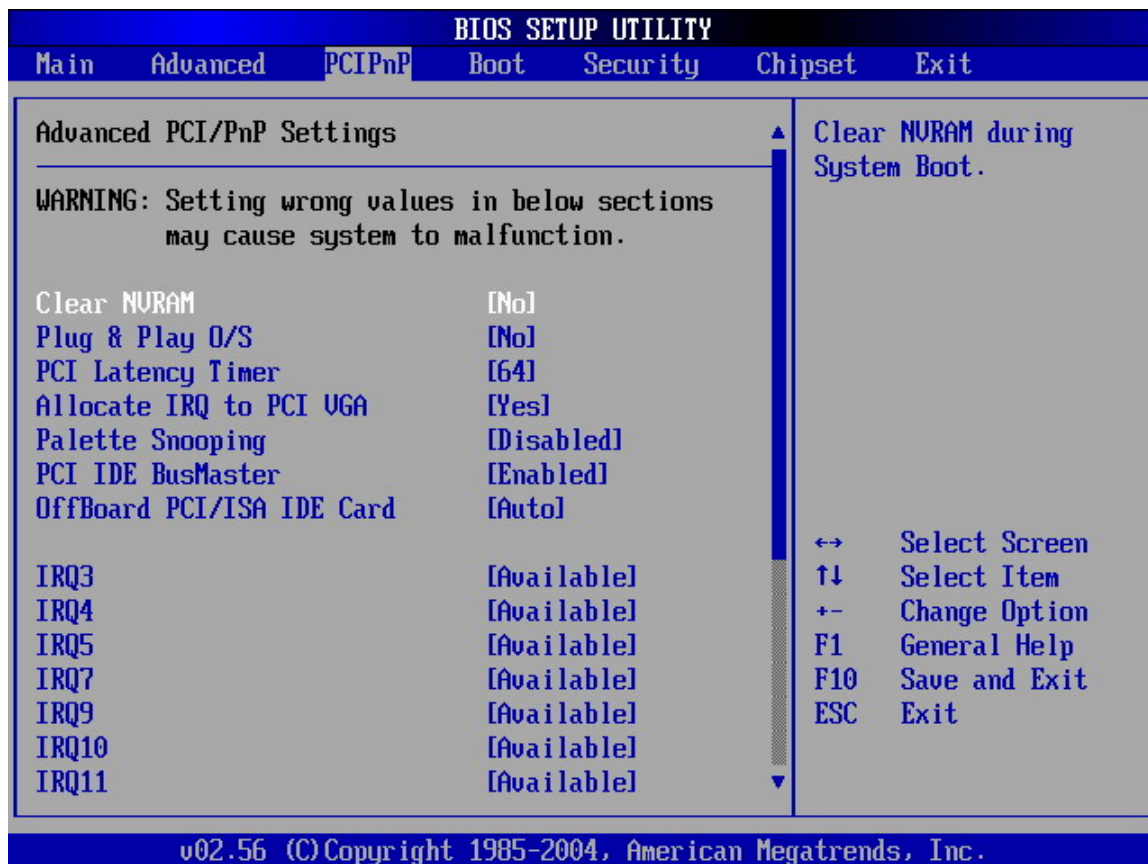 BIOS SETUP UTILITY
Main Advanced PCIPnP Boot Security Chipset Exit
Advanced PCI/PnP Settings
WARNING: Setting wrong values in below sections
may cause system to malfunction.
Clear NVRAM [No]
Plug & Play O/S [No]
PCI Latency Timer [64]
Allocate IRQ to PCI VGA [Yes]
Palette Snooping [Disabled]
PCI IDE BusMaster [Enabled]
OffBoard PCI/ISA IDE Card [Auto]
IRQ3 [Available]
IRQ4 [Available]
IRQ5 [Available]
IRQ7 [Available]
IRQ9 [Available]
IRQ10 [Available]
IRQ11 [Available]
Clear NVRAM during
System Boot.
←→ Select Screen
↑↓ Select Item
+- Change Option
F1 General Help
F10 Save and Exit
ESC Exit
v02.56 (C)Copyright 1985-2004, American Megatrends, Inc.